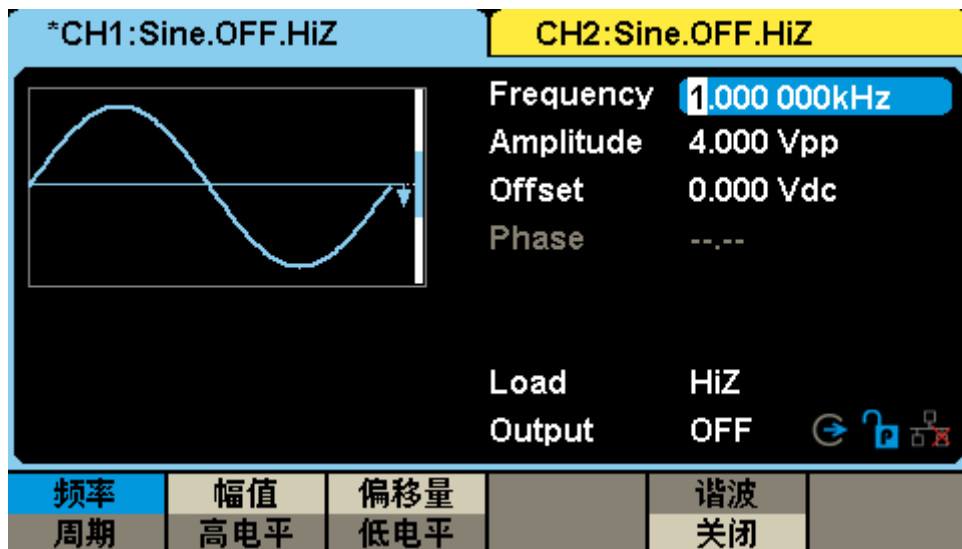 *CH1:Sine.OFF.HiZ
CH2:Sine.OFF.HiZ
Frequency 1.000 000kHz
Amplitude 4.000 Vpp
Offset 0.000 Vdc
Phase --.--
Load HiZ
Output OFF
P
频率 幅值 偏移量 谐波
周期 高电平 低电平 关闭